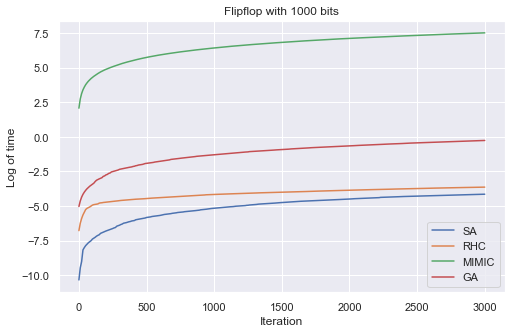 Flipflop with 1000 bits
7.5
5.0
2.5
0.0
−2.5
−5.0
−7.5
−10.0
Log of time
0 500 1000 1500 2000 2500 3000
Iteration
SA
RHC
MIMIC
GA